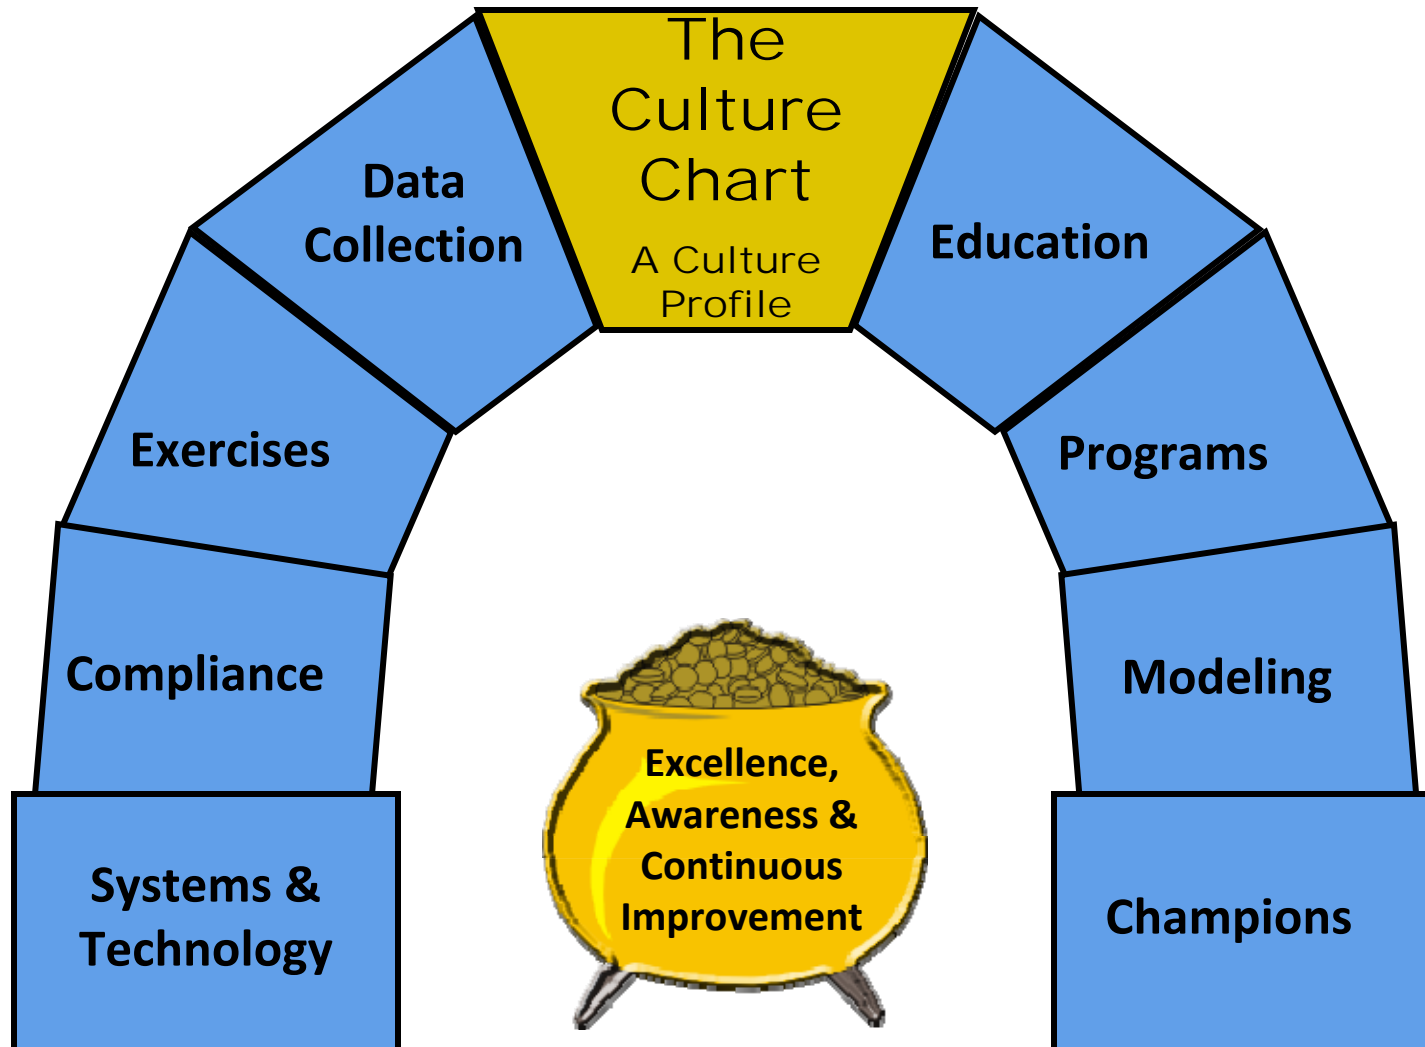 The
Culture
Chart
A Culture
Profile
Data
Collection
Education
Exercises
Programs
Compliance
Modeling
Excellence,
Awareness &
Continuous
Improvement
Systems &
Technology
Champions